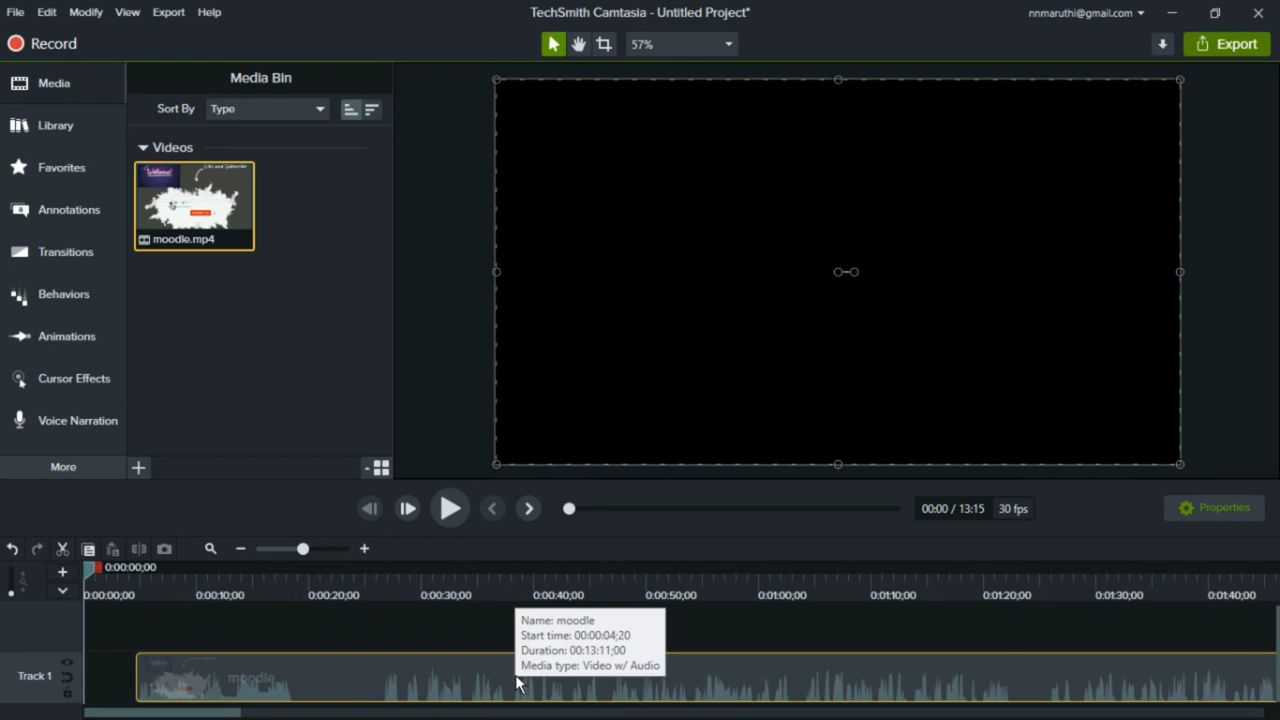 File Edit Modify View Export Help
TechSmith Camtasia - Untitled Project*
nnmaruthi@gmail.com
Record
57%
Export
Media
Library
Favorites
Annotations
Transitions
Behaviors
Animations
Cursor Effects
Voice Narration
More
Media Bin
Sort By Type
Videos
Welcome!
moodle.mp4
00:00 / 13:15 30 fps
Properties
0:00:00;00
0:00:00;00 0:00:10;00 0:00:20;00 0:00:30;00 0:00:40;00 0:00:50;00 0:01:00;00 0:01:10;00 0:01:20;00 0:01:30;00 0:01:40;00
Name: moodle
Start time: 00:00:04;20
Duration: 00:13:11;00
Media type: Video w/ Audio
Track 1
moodle